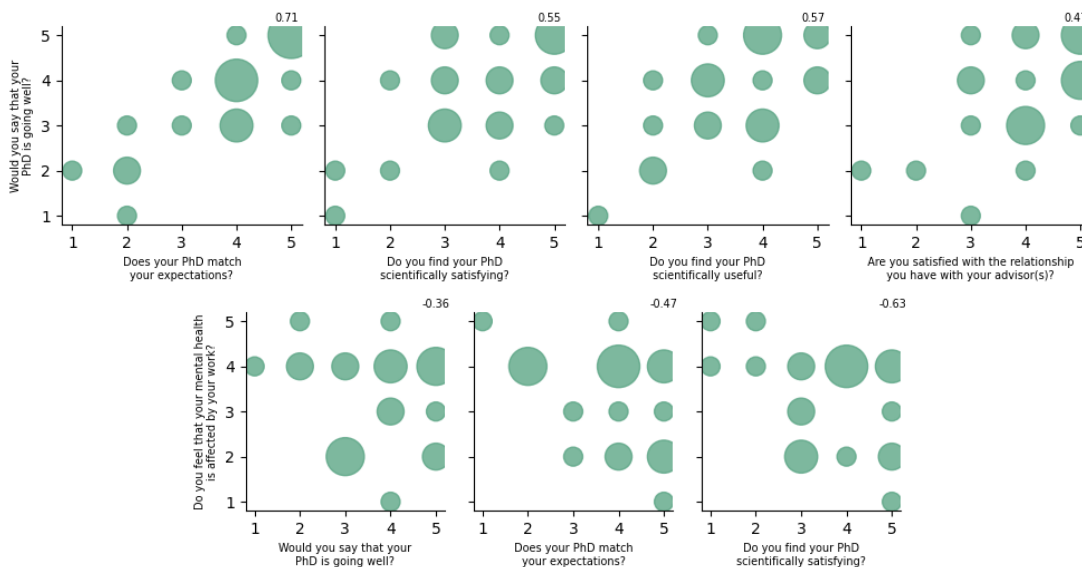 0.71
0.55
0.57
Would you say that your
PhD is going well?
5
4
3
2
1
1 2 3 4 5
Does your PhD match
your expectations?
1 2 3 4 5
Do you find your PhD
scientifically satisfying?
1 2 3 4 5
Do you find your PhD
scientifically useful?
1 2 3 4 5
Are you satisfied with the relationship
you have with your advisor(s)?
-0.36
-0.47
-0.63
Do you feel that your mental health
is affected by your work?
5
4
3
2
1
1 2 3 4 5
Would you say that your
PhD is going well?
1 2 3 4 5
Does your PhD match
your expectations?
1 2 3 4 5
Do you find your PhD
scientifically satisfying?